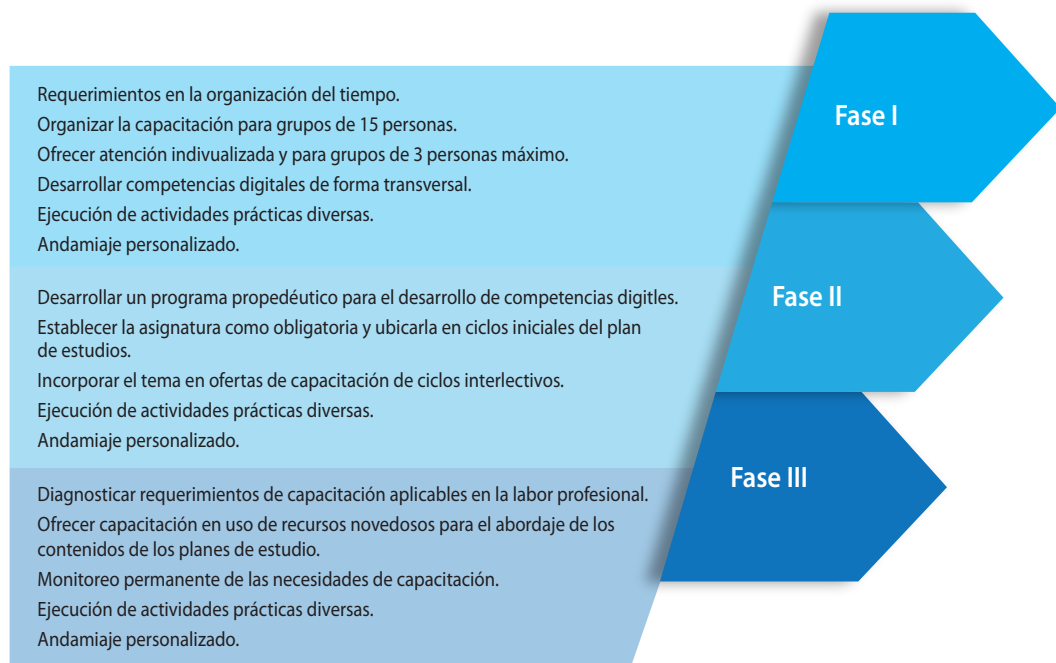 Fase I
Requerimientos en la organización del tiempo.
Organizar la capacitación para grupos de 15 personas.
Ofrecer atención indivualizada y para grupos de 3 personas máximo.
Desarrollar competencias digitales de forma transversal.
Ejecución de actividades prácticas diversas.
Andamiaje personalizado.
Fase II
Desarrollar un programa propedéutico para el desarrollo de competencias digitles.
Establecer la asignatura como obligatoria y ubicarla en ciclos iniciales del plan
de estudios.
Incorporar el tema en ofertas de capacitación de ciclos interlectivos.
Ejecución de actividades prácticas diversas.
Andamiaje personalizado.
Fase III
Diagnosticar requerimientos de capacitación aplicables en la labor profesional.
Ofrecer capacitación en uso de recursos novedosos para el abordaje de los
contenidos de los planes de estudio.
Monitoreo permanente de las necesidades de capacitación.
Ejecución de actividades prácticas diversas.
Andamiaje personalizado.